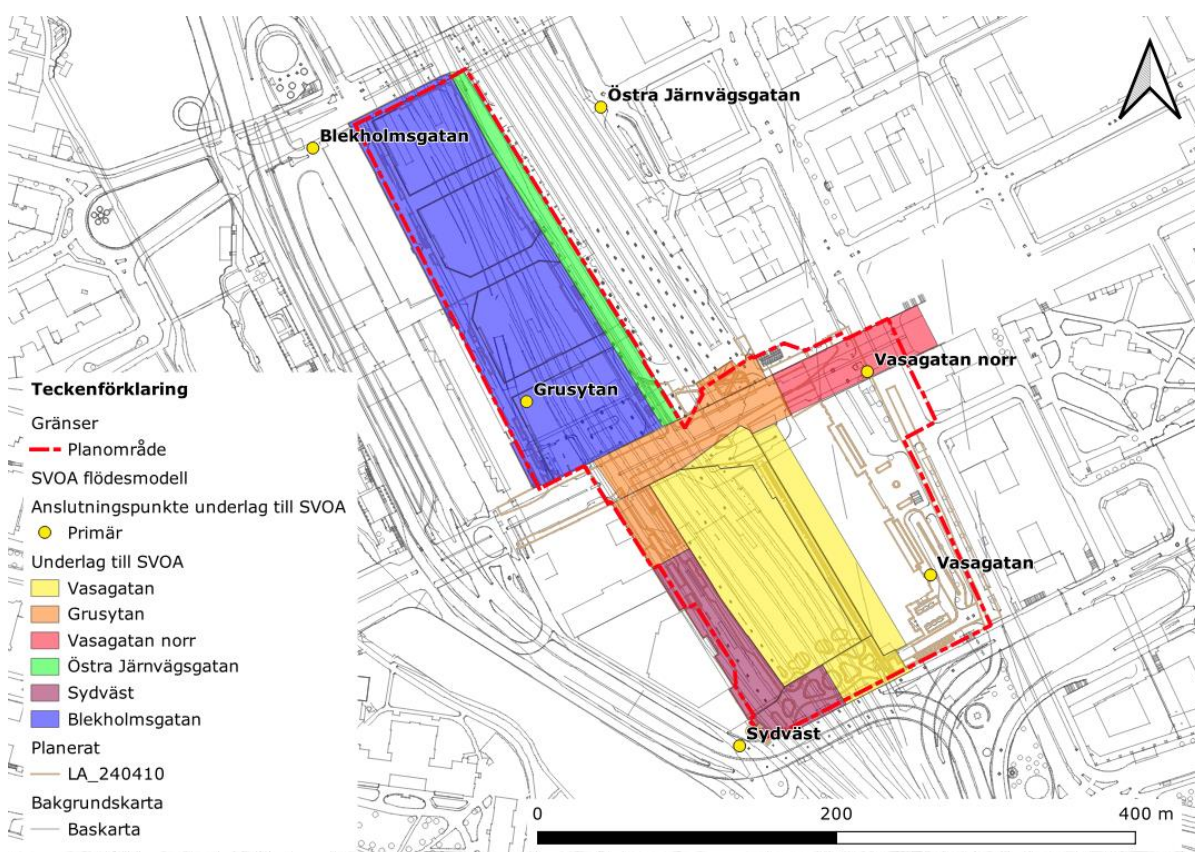 Östra Järnvägsgatan
Blekholmsgatan
Vasagatan norr
Grusytan
Vasagatan
Sydväst
Teckenförklaring
Gränser
Planområde
SVOA flödesmodell
Anslutningspunkte underlag till SVOA
Primär
Underlag till SVOA
Vasagatan
Grusytan
Vasagatan norr
Östra Järnvägsgatan
Sydväst
Blekholmsgatan
Planerat
LA_240410
Bakgrundskarta
Baskarta
0 200 400 m